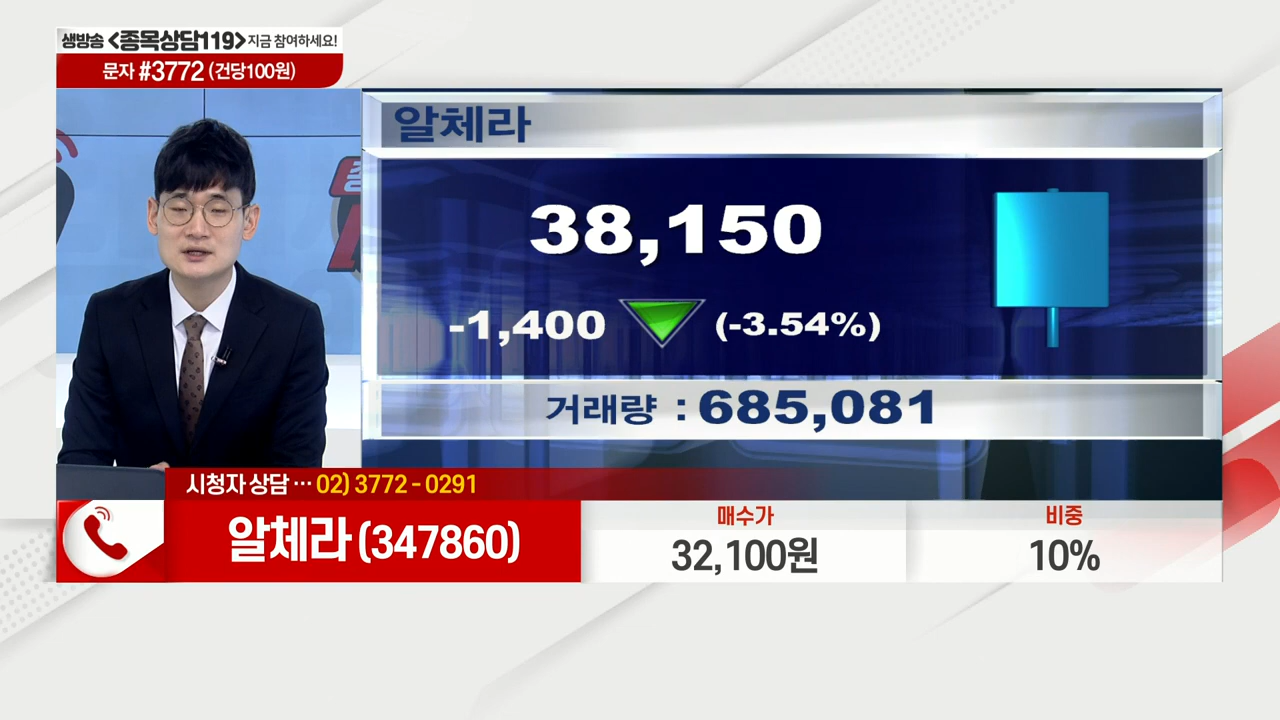 생방송 <종목상담119> 지금 참여하세요!
문자 #3772 (건당100원)
알체라
38,150
-1,400 (-3.54%)
거래량 : 685,081
시청자 상담 … 02) 3772 - 0291
알체라 (347860)
매수가
32,100원
비중
10%